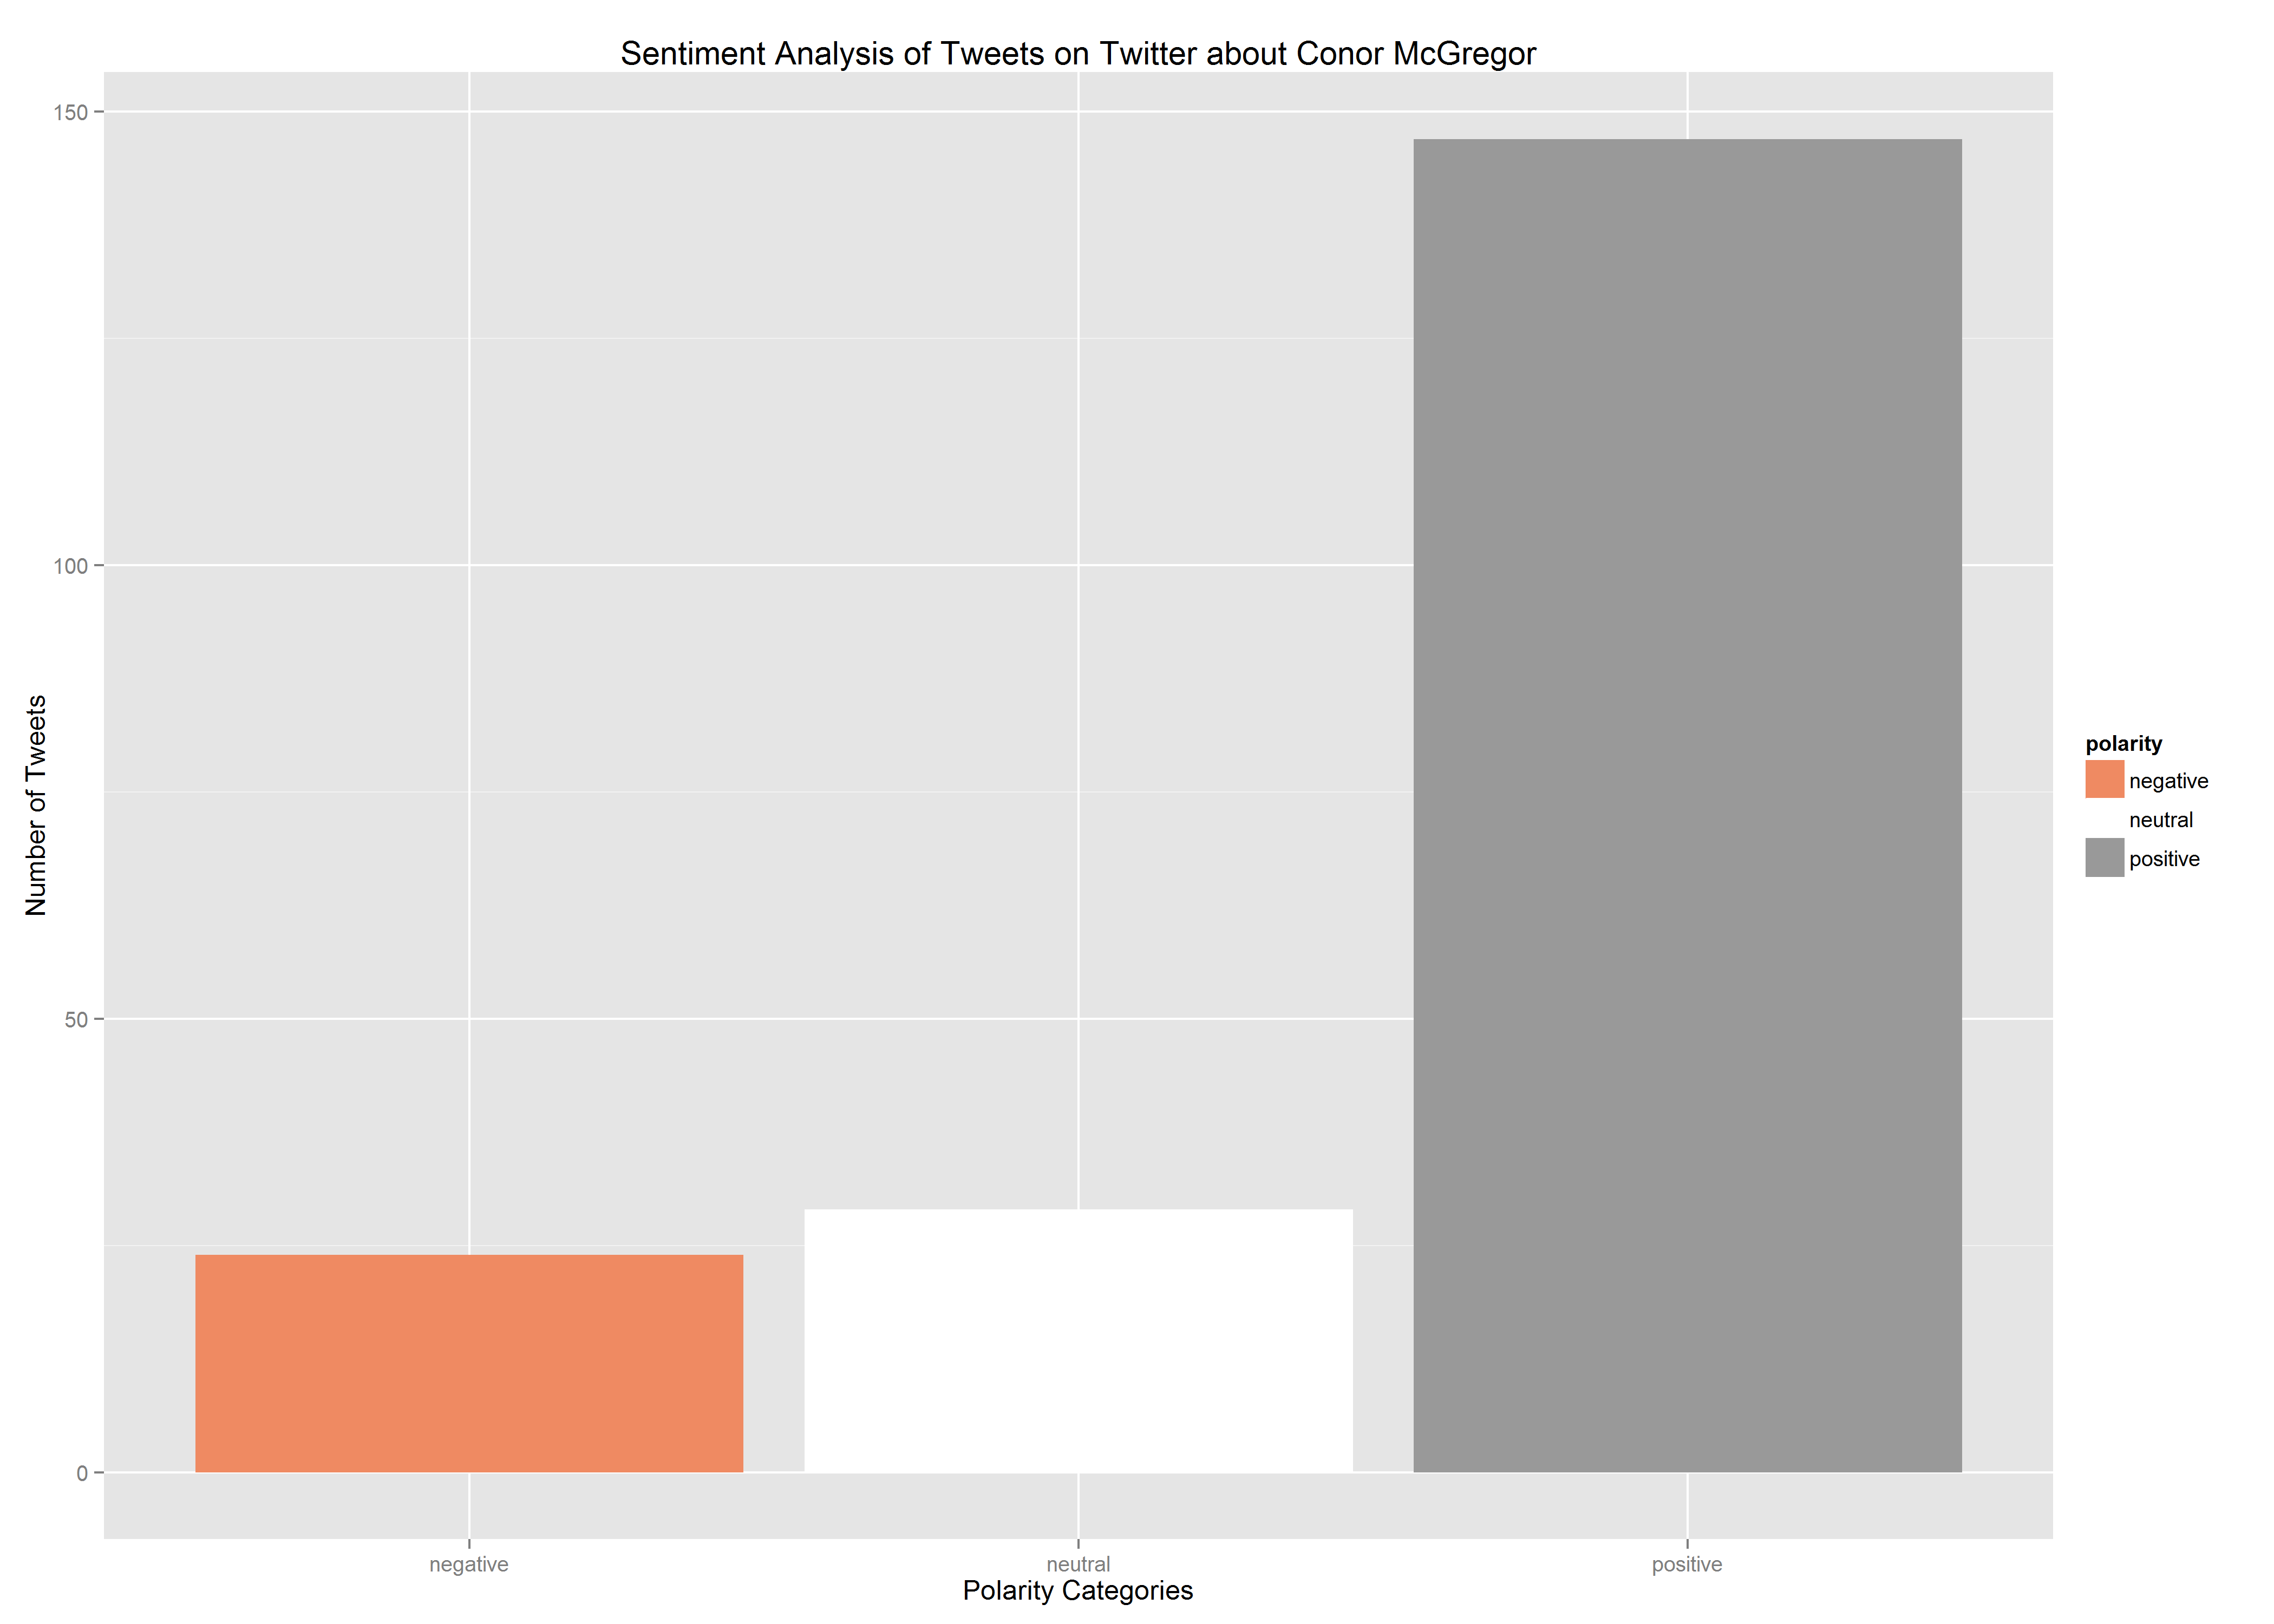 Sentiment Analysis of Tweets on Twitter about Conor McGregor
150
100
50
0
Number of Tweets
negative
neutral
positive
Polarity Categories
polarity
negative
neutral
positive